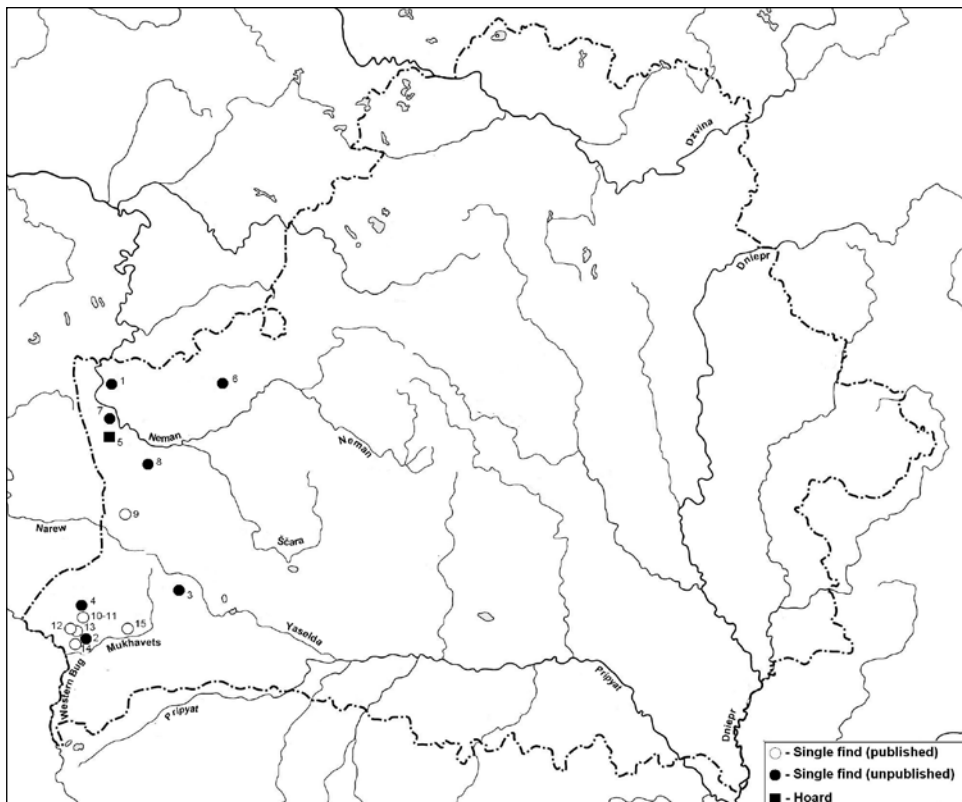 Dzvina
Dniepr
1
6
7
Neman
5
Neman
8
9
Narew
Ščara
4
3
10-11
12
13
15
2
Mukhavets
14
Yaselda
Western Bug
Pripyat
Pripyat
Dniepr
- Single find (published)
- Single find (unpublished)
- Hoard